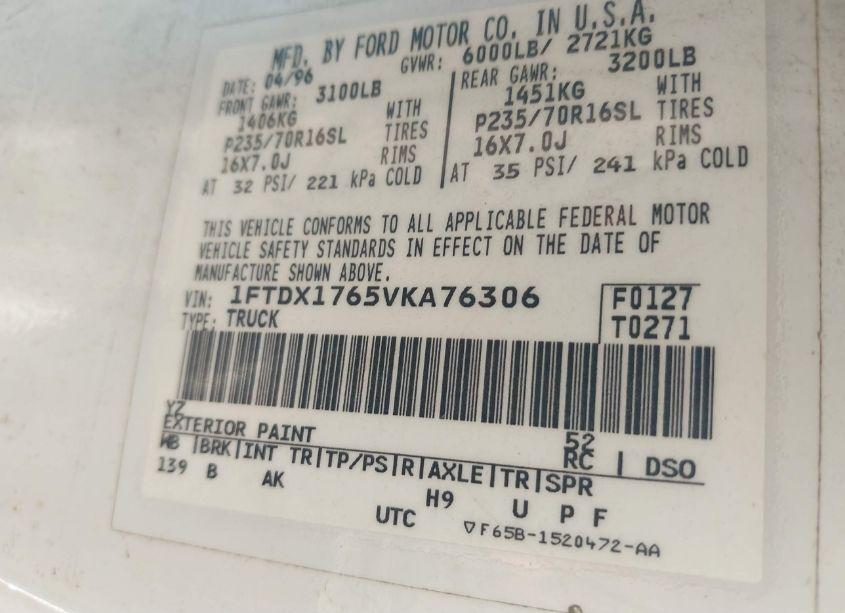 MFD. BY FORD MOTOR CO. IN U.S.A.
DATE: 04/96 GVWR: 6000LB/ 2721KG
FRONT GAWR: 3100LB REAR GAWR: 3200LB
1406KG WITH 1451KG WITH
P235/70R16SL TIRES P235/70R16SL TIRES
16X7.0J RIMS 16X7.0J RIMS
AT 32 PSI/ 221 kPa COLD AT 35 PSI/ 241 kPa COLD
THIS VEHICLE CONFORMS TO ALL APPLICABLE FEDERAL MOTOR
VEHICLE SAFETY STANDARDS IN EFFECT ON THE DATE OF
MANUFACTURE SHOWN ABOVE.
VIN: 1FTDX1765VKA76306 F0127
TYPE: TRUCK T0271
YZ
EXTERIOR PAINT 52 RC DSO
WB BRK INT TR TP/PS R AXLE TR SPR
139 B AK H9 U P F
UTC ▽F65B-1520472-AA